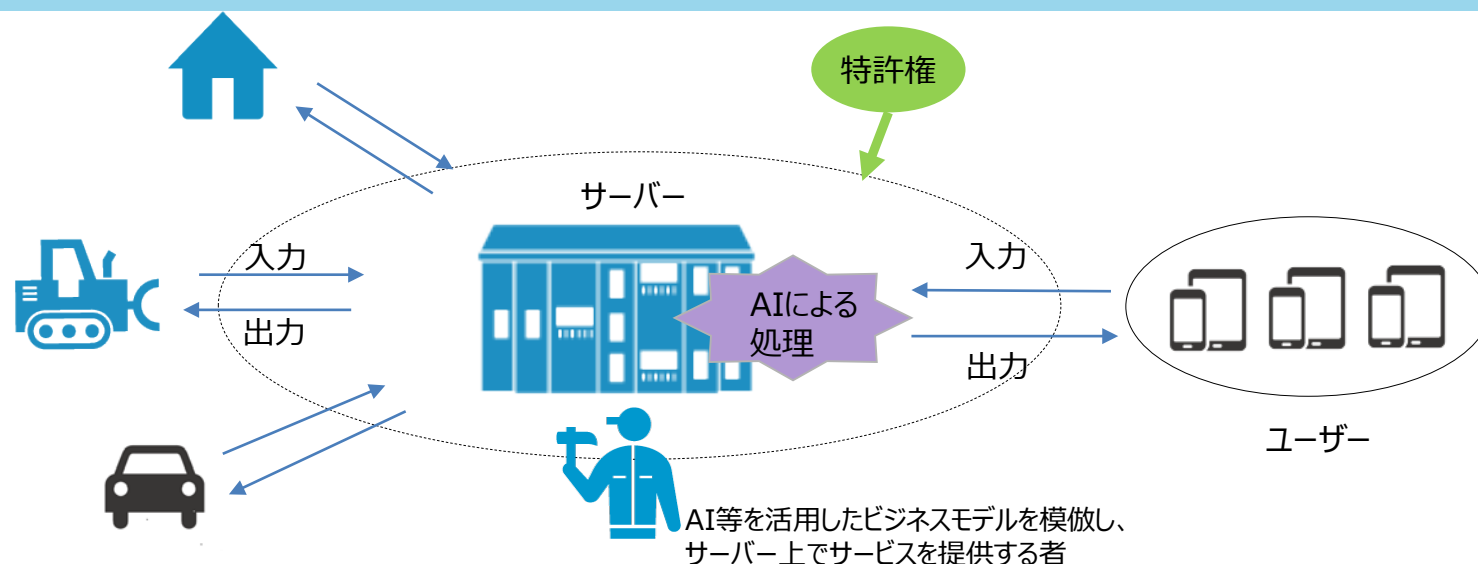 特許権
サーバー
入力
出力
AIによる
処理
入力
出力
ユーザー
AI等を活用したビジネスモデルを模倣し、
サーバー上でサービスを提供する者